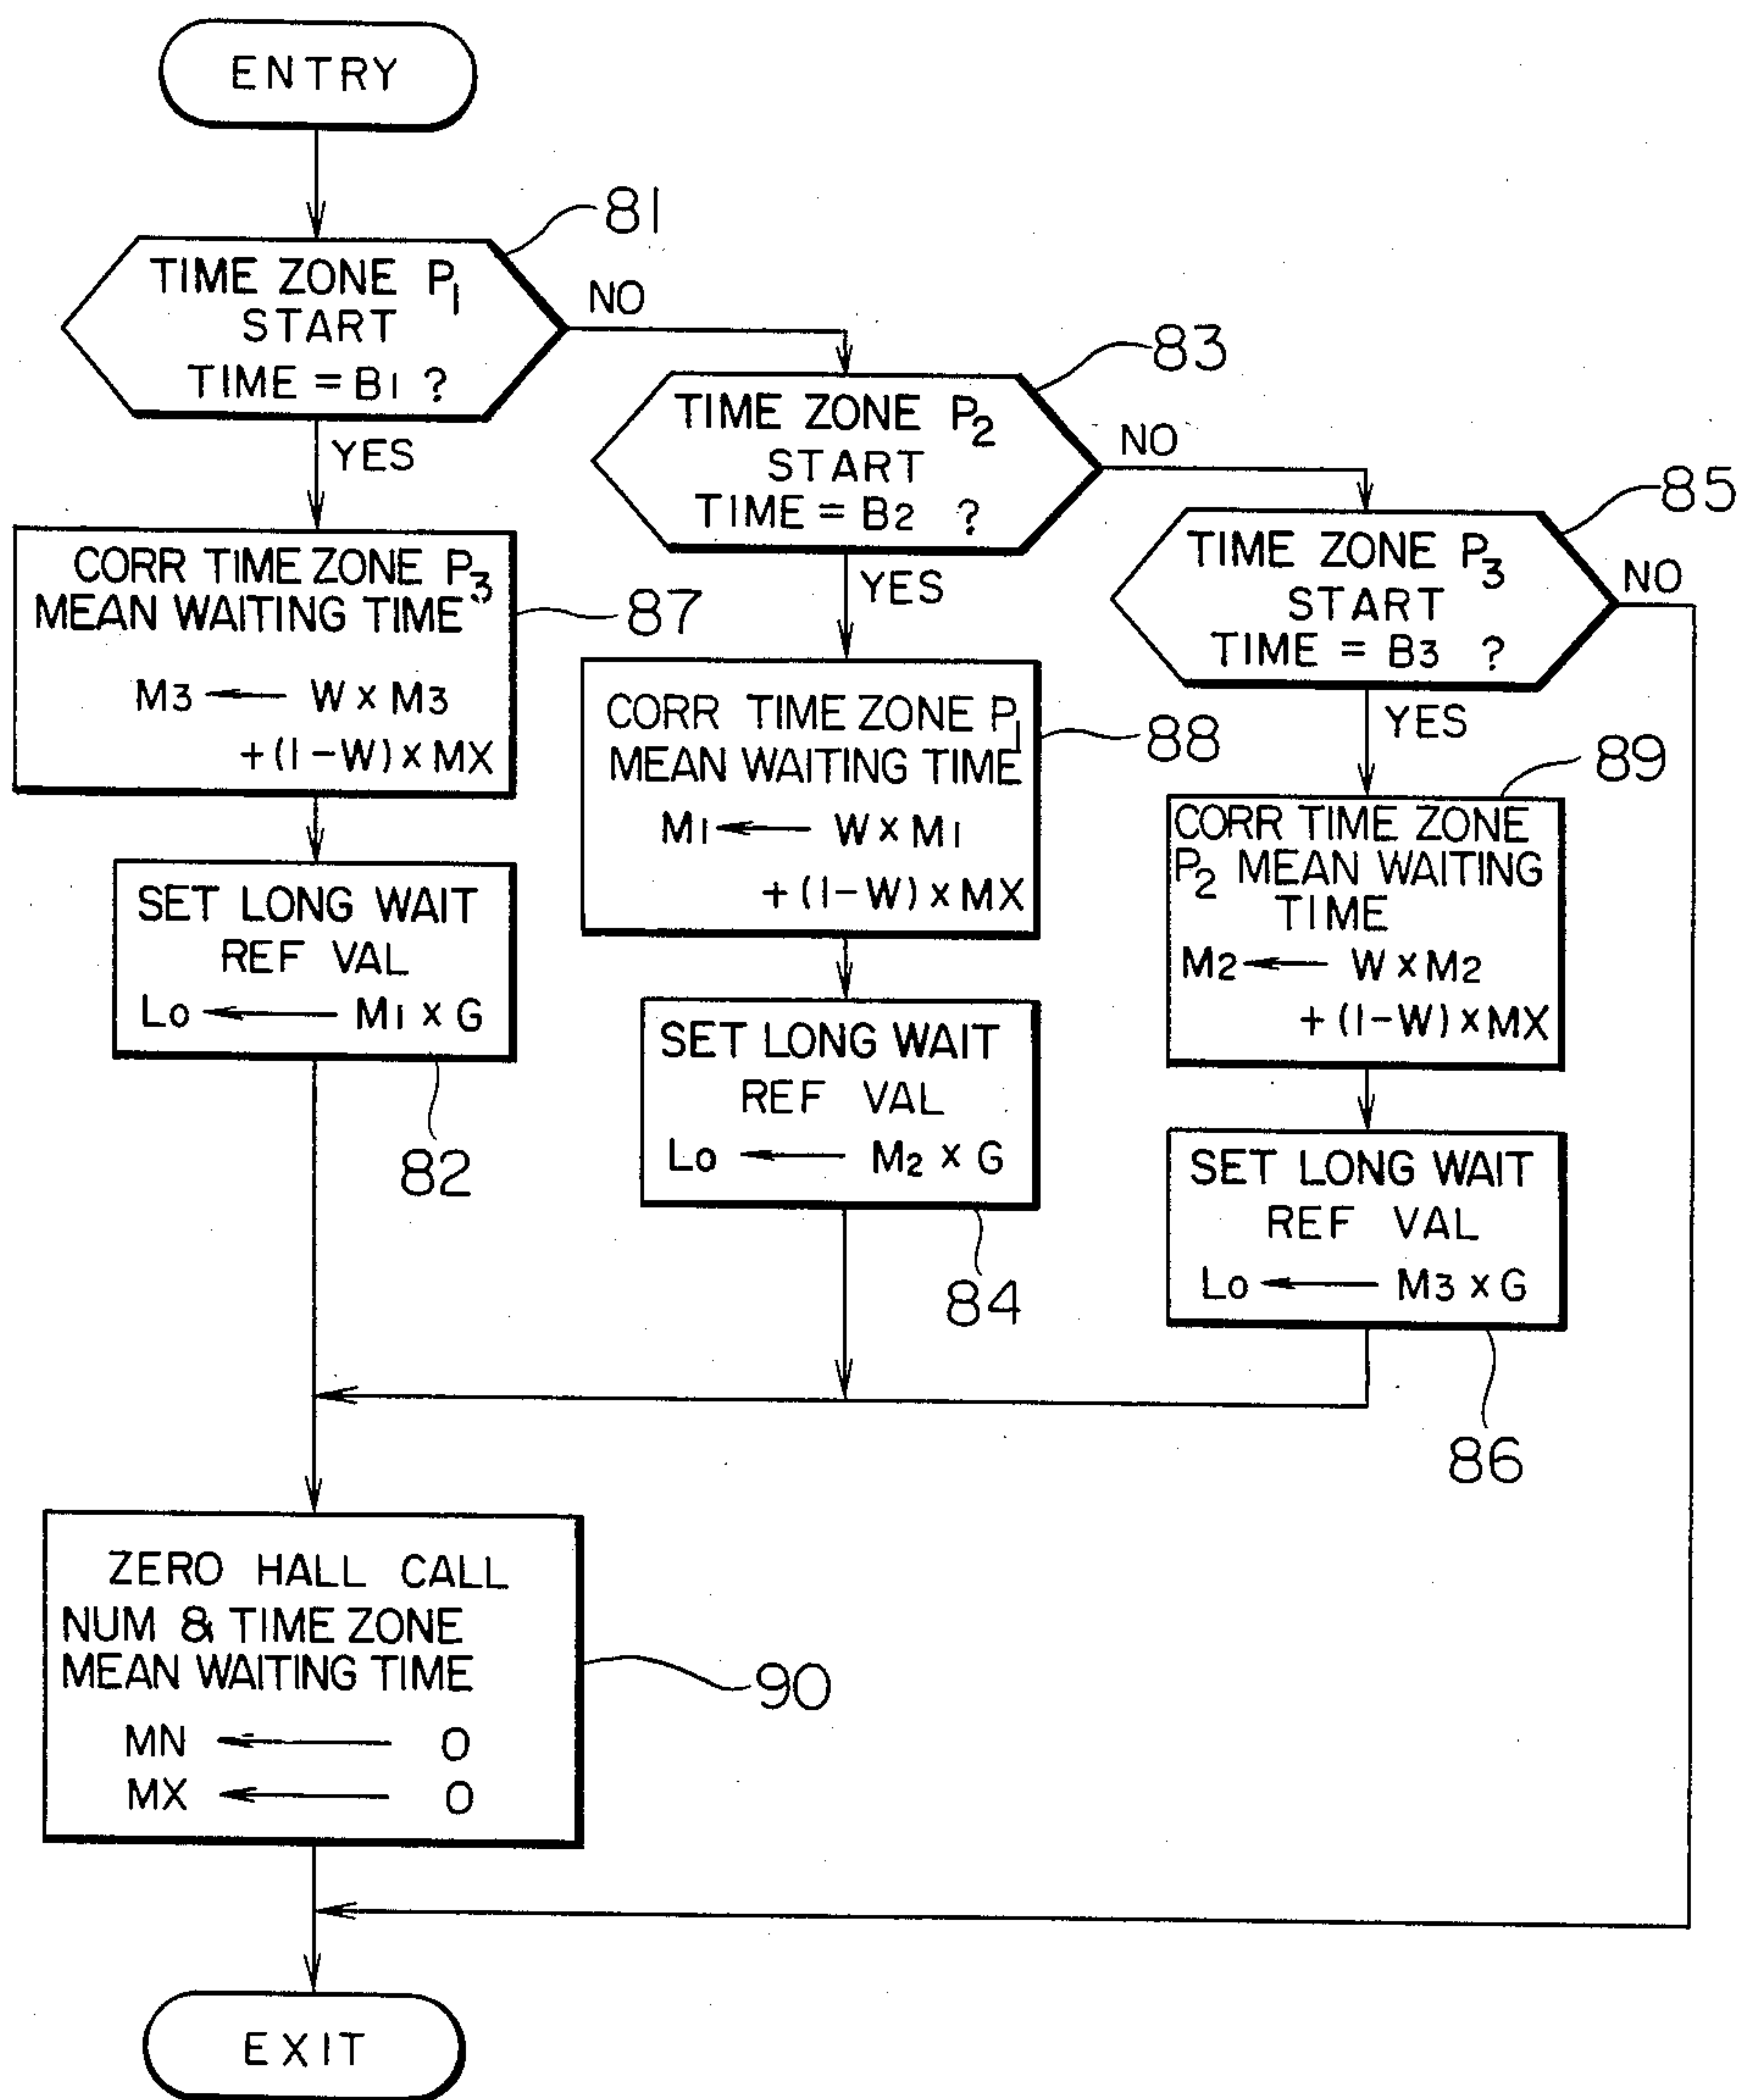 ENTRY
81
TIME ZONE P1
START
TIME = B1 ?
NO
YES
83
TIME ZONE P2
START
TIME = B2 ?
NO
YES
85
TIME ZONE P3
START
TIME = B3 ?
NO
YES
CORR TIME ZONE P3
MEAN WAITING TIME
M3 ← W × M3
+ (1-W) × MX
87
CORR TIME ZONE P1
MEAN WAITING TIME
M1 ← W × M1
+ (1-W) × MX
88
89
CORR TIME ZONE
P2 MEAN WAITING
TIME
M2 ← W × M2
+ (1-W) × MX
SET LONG WAIT
REF VAL
Lo ← M1 × G
82
SET LONG WAIT
REF VAL
Lo ← M2 × G
84
SET LONG WAIT
REF VAL
Lo ← M3 × G
86
ZERO HALL CALL
NUM & TIME ZONE
MEAN WAITING TIME
MN ← 0
MX ← 0
90
EXIT